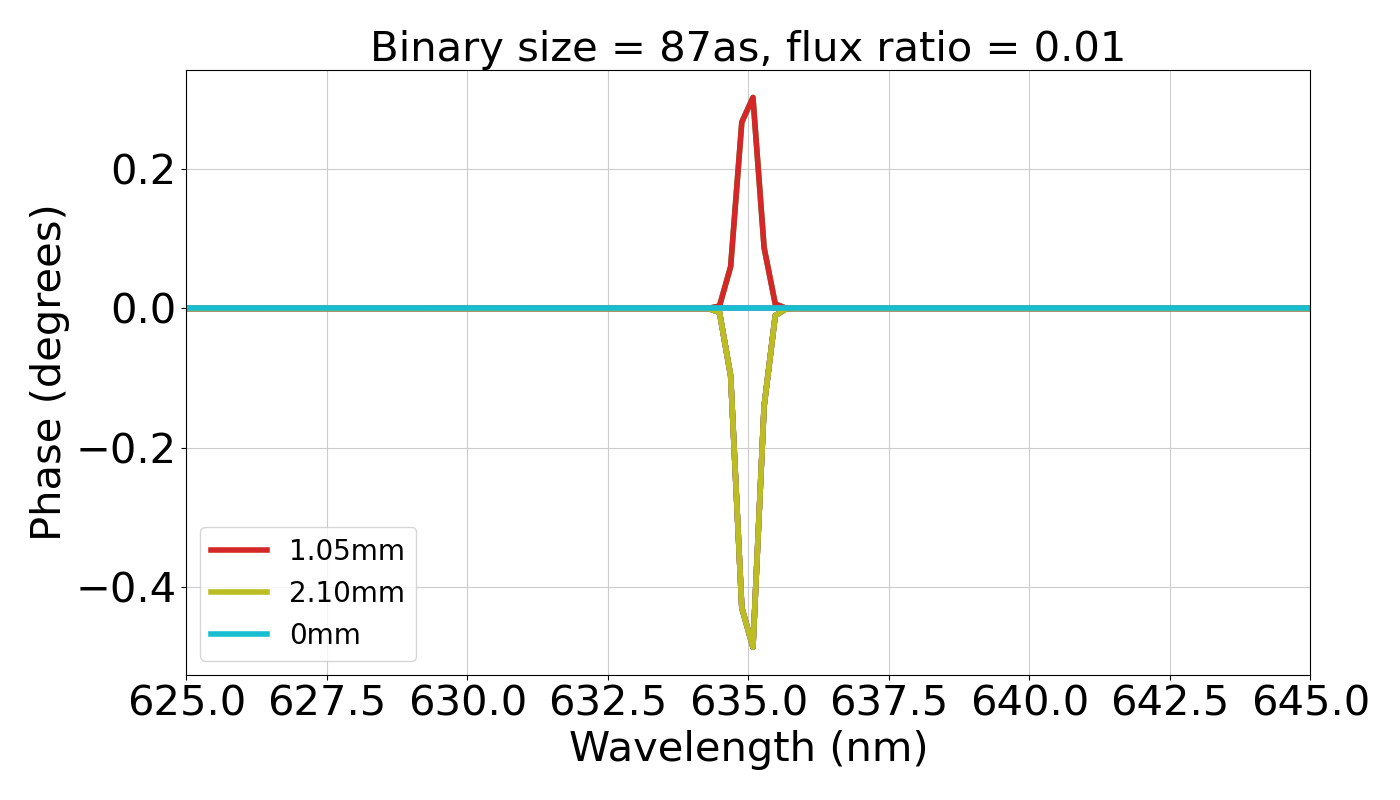 Binary size = 87as, flux ratio = 0.01
Phase (degrees)
0.2
0.0
−0.2
−0.4
1.05mm
2.10mm
0mm
625.0 627.5 630.0 632.5 635.0 637.5 640.0 642.5 645.0
Wavelength (nm)